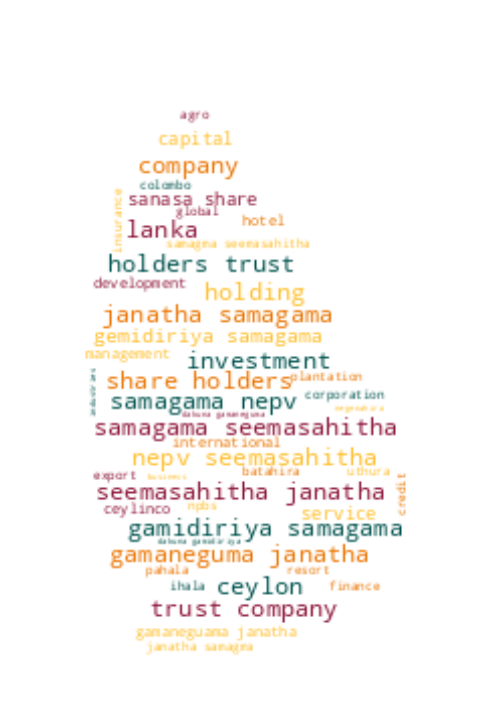 agro
capital
company
colombo
insurance
sanasa share
global
hotel
lanka
samagma seemasahitha
holders trust
development
holding
janatha samagama
gemidiriya samagama
management
investment
share holders
plantation
samagama nepv
corporation
dakuna gamaneguma
samagama seemasahitha
international
nepv seemasahitha
batahira
uthura
export
business
credit
seemasahitha janatha
ceylinco
npbs
service
gamidiriya samagama
dakuna gamidiriya
gamaneguma janatha
pahala
resort
ihala
ceylon
finance
trust company
gamaneguama janatha
janatha samagma